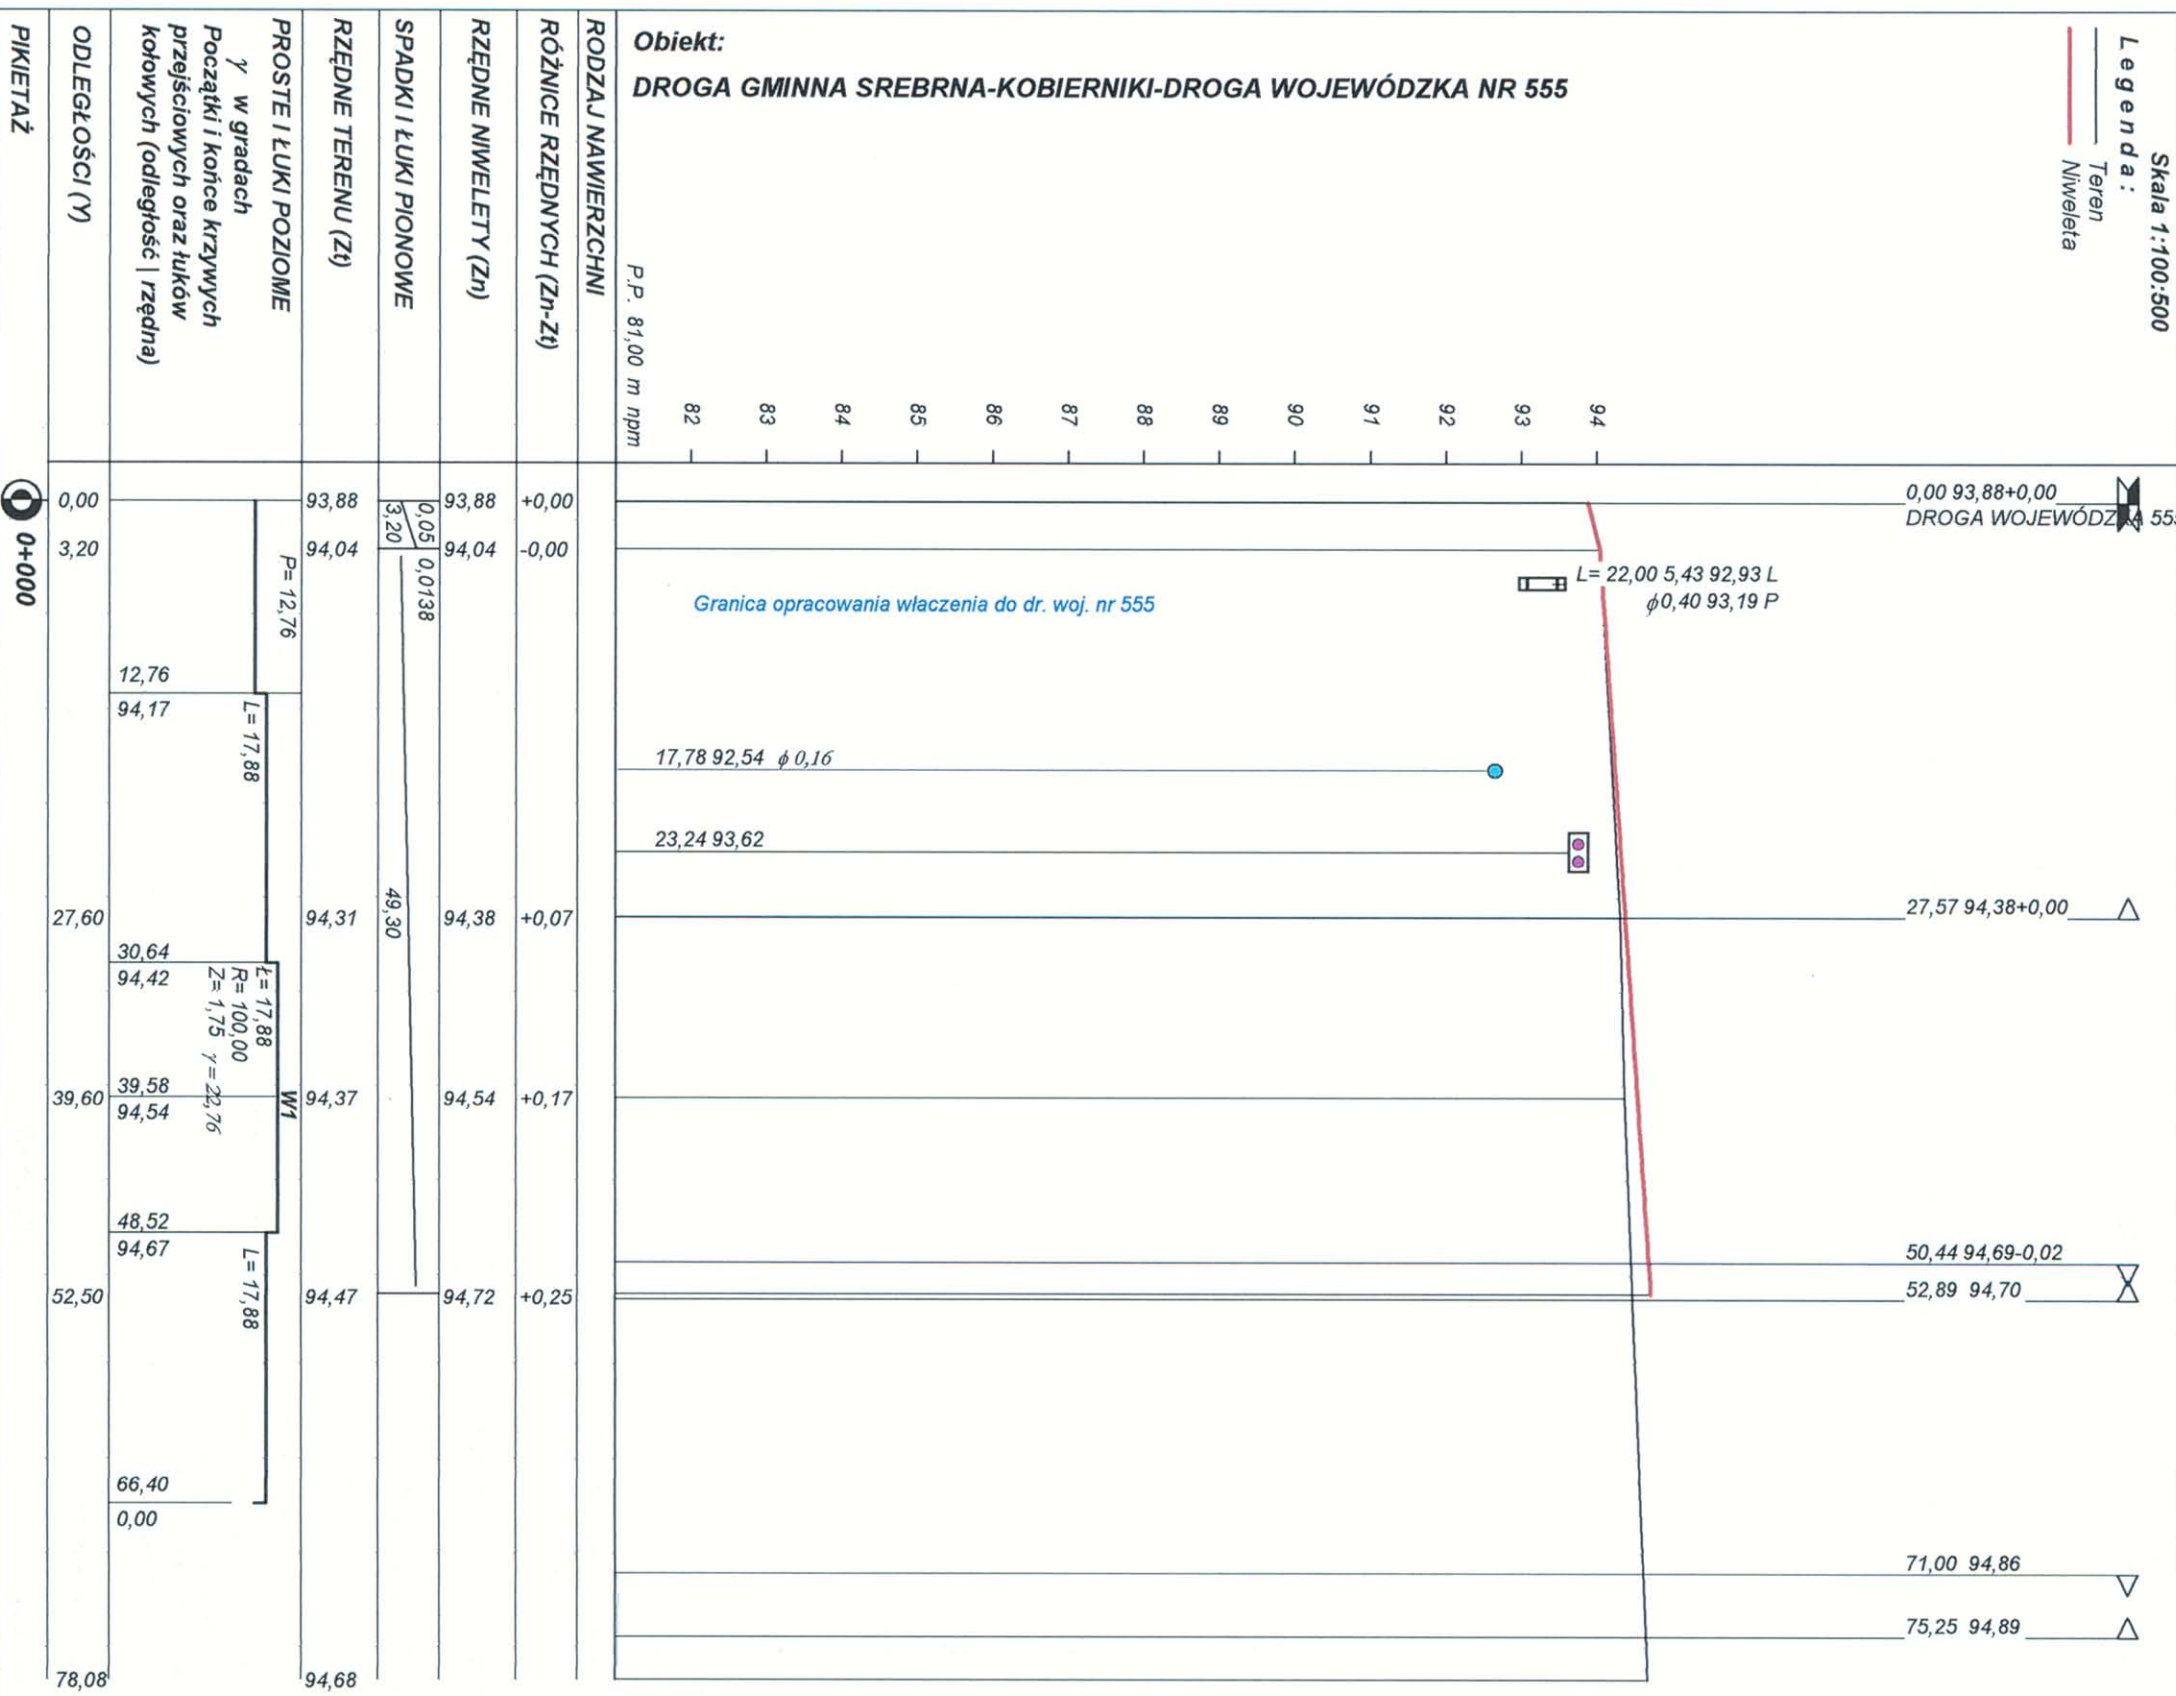 Skala 1:100:500
Legenda:
Teren
Niweleta
Obiekt:
DROGA GMINNA SREBRNA-KOBIERNIKI-DROGA WOJEWÓDZKA NR 555
P.P. 81,00 m npm
82
83
84
85
86
87
88
89
90
91
92
93
94
RODZAJ NAWIERZCHNI
RÓŻNICE RZĘDNYCH (Zn-Zt)
RZĘDNE NIWELETY (Zn)
SPADKI I ŁUKI PIONOWE
RZĘDNE TERENU (Zt)
PROSTE I ŁUKI POZIOME
γ w gradach
Początki i końce krzywych
przejściowych oraz łuków
kołowych (odległość | rzędna)
ODLEGŁOŚCI (Y)
PIKIETAŻ
0+000
0,00
3,20
27,60
39,60
52,50
78,08
12,76
94,17
30,64
94,42
39,58
94,54
48,52
94,67
66,40
0,00
P= 12,76
L= 17,88
Ł= 17,88
R= 100,00
Z= 1,75 γ=22,76
W1
L= 17,88
93,88
94,04
94,31
94,37
94,47
94,68
0,05
3,20
0,0138
49,30
93,88
94,04
94,38
94,54
94,72
+0,00
-0,00
+0,07
+0,17
+0,25
0,00 93,88+0,00
DROGA WOJEWÓDZKA 555
L= 22,00 5,43 92,93 L
ϕ0,40 93,19 P
Granica opracowania właczenia do dr. woj. nr 555
17,78 92,54 ϕ 0,16
23,24 93,62
27,57 94,38+0,00
50,44 94,69-0,02
52,89 94,70
71,00 94,86
75,25 94,89